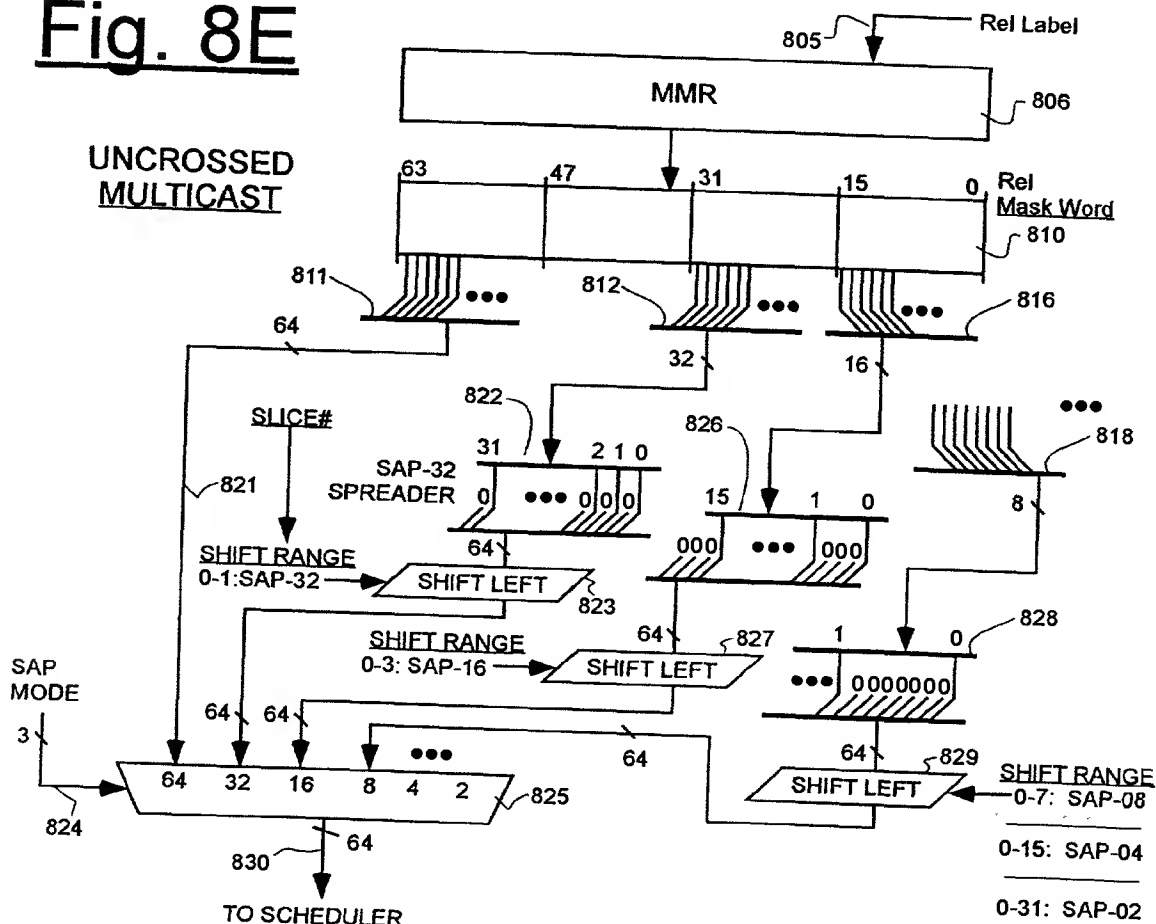 Fig. 8E
805
Rel Label
MMR
806
UNCROSSED
MULTICAST
63 47 31 15 0
Rel
Mask Word
810
811
812
816
64
32
16
822
826
818
SLICE#
31 2 1 0
SAP-32
SPREADER
0 0 0 0
821
15 1 0
8
000 000
64
SHIFT RANGE
0-1:SAP-32
SHIFT LEFT
823
828
1 0
SHIFT RANGE
0-3: SAP-16
64
827
SHIFT LEFT
0000000
SAP
MODE
3
64
64
64
64
829
SHIFT LEFT
SHIFT RANGE
0-7: SAP-08
0-15: SAP-04
0-31: SAP-02
64 32 16 8 4 2
825
824
830
64
TO SCHEDULER